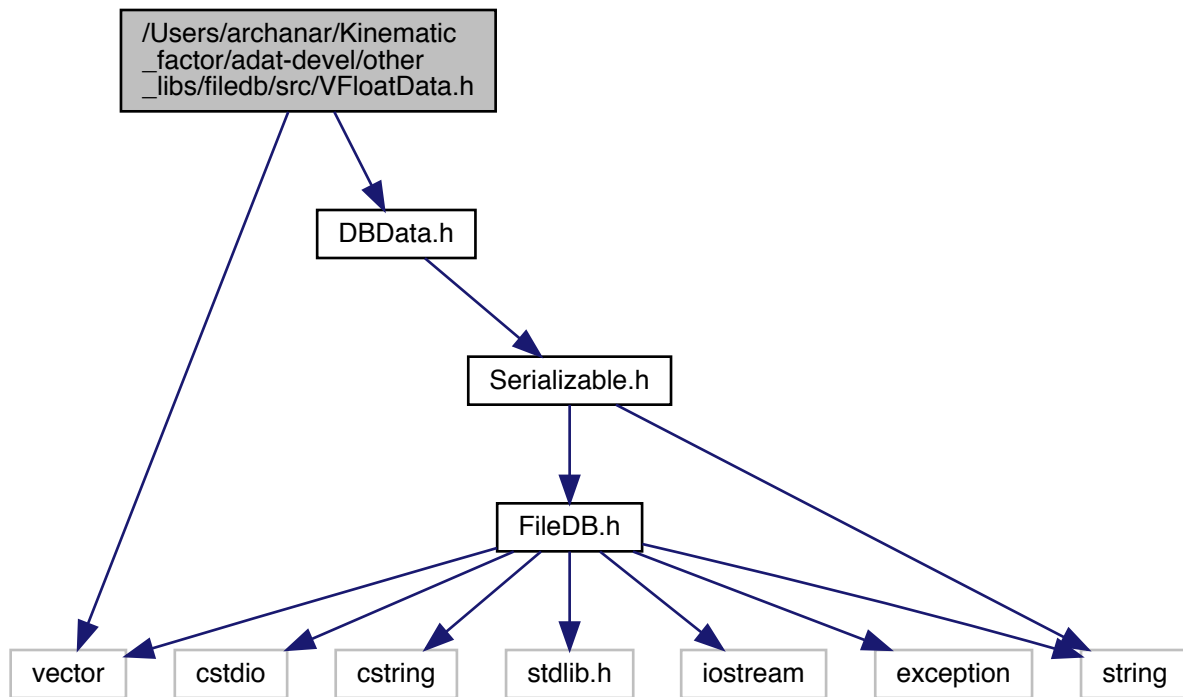 /Users/archanar/Kinematic
_factor/adat-devel/other
_libs/filedb/src/VFloatData.h
DBData.h
Serializable.h
FileDB.h
vector
cstdio
cstring
stdlib.h
iostream
exception
string